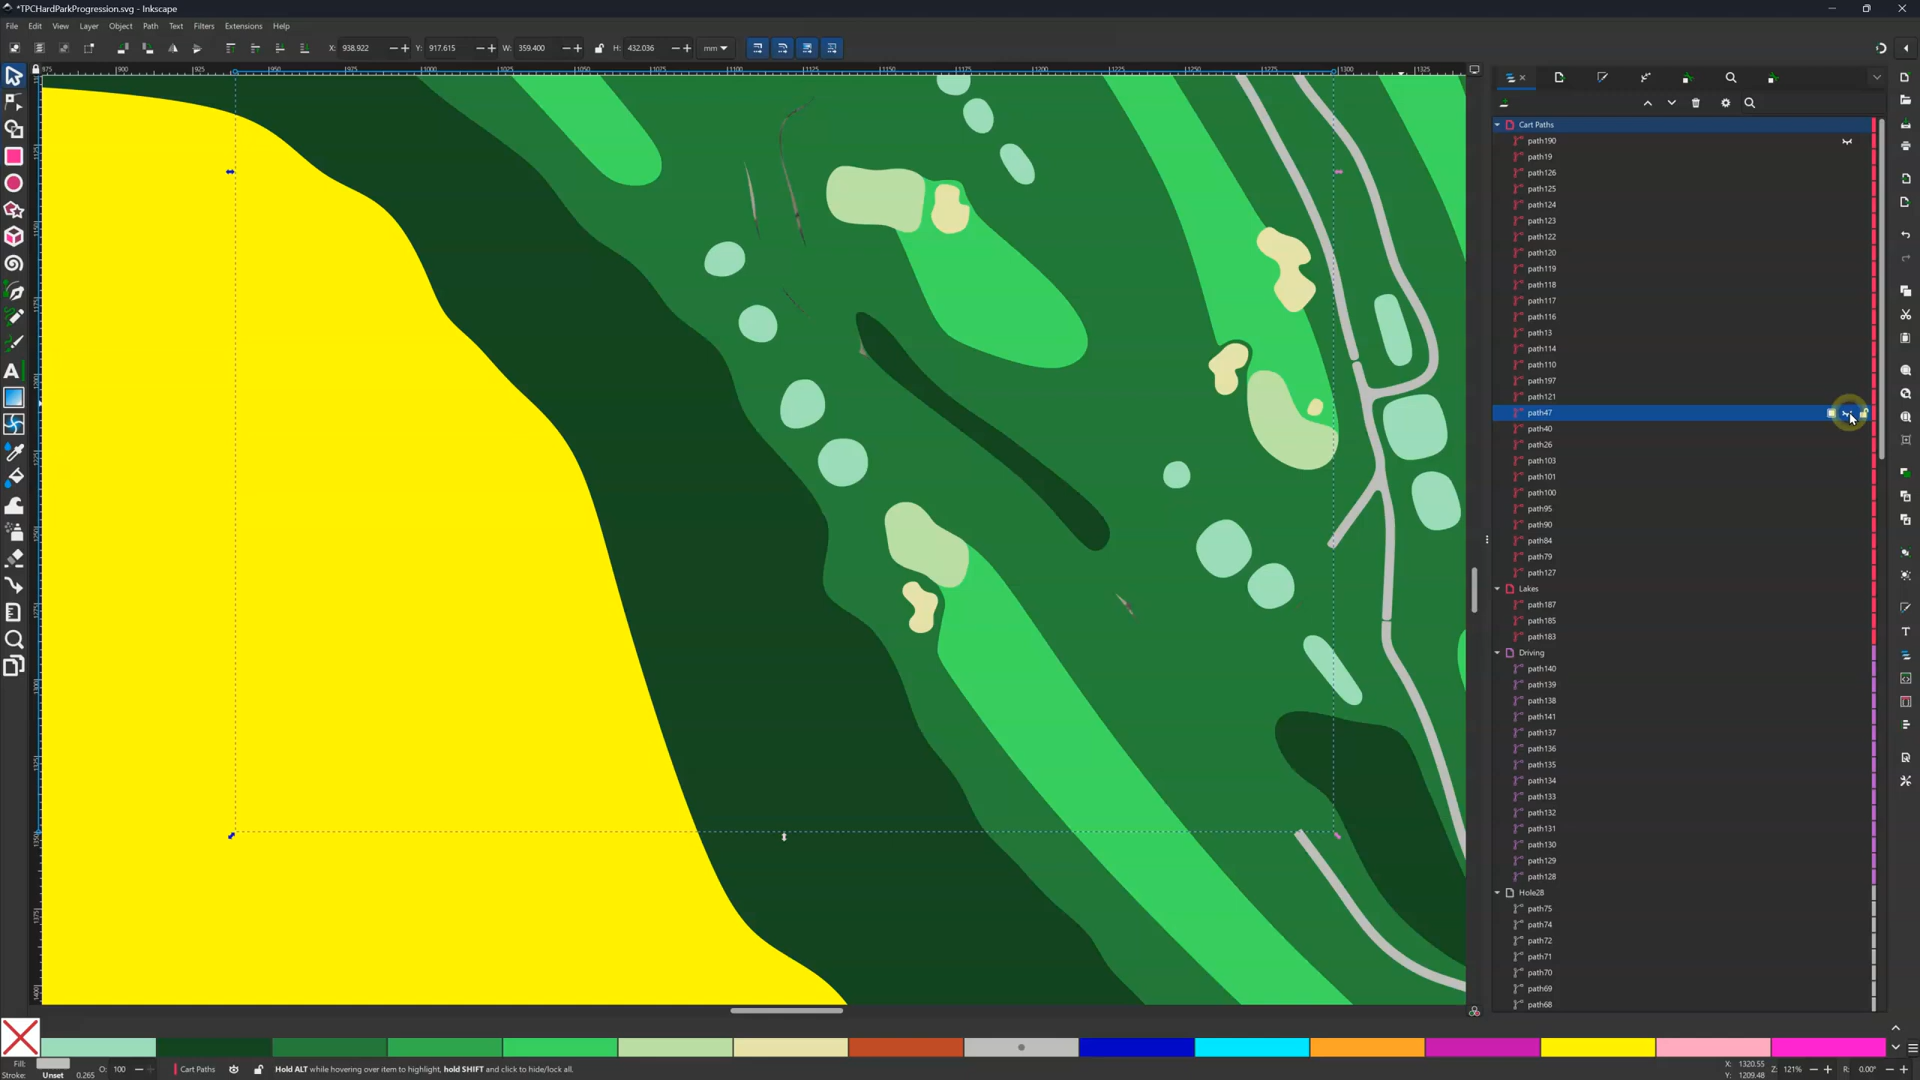 *TPCHardParkProgression.svg - Inkscape
File Edit View Layer Object Path Text Filters Extensions Help
X: 938.922 Y: 917.615 W: 359.400 H: 432.036 mm
Cart Paths
path190
path19
path126
path125
path124
path123
path122
path120
path119
path118
path117
path116
path13
path114
path110
path197
path121
path47
path40
path26
path103
path101
path100
path95
path90
path84
path79
path127
Lakes
path187
path185
path183
Driving
path140
path139
path138
path141
path137
path136
path135
path134
path133
path132
path131
path130
path129
path128
Hole28
path75
path74
path72
path71
path70
path69
path68
Fill:
Stroke: Unset 0.265 O: 100
Cart Paths Hold ALT while hovering over item to highlight, hold SHIFT and click to hide/lock all.
X: 1320.55
Y: 1209.48
Z: 121% R: 0.00°